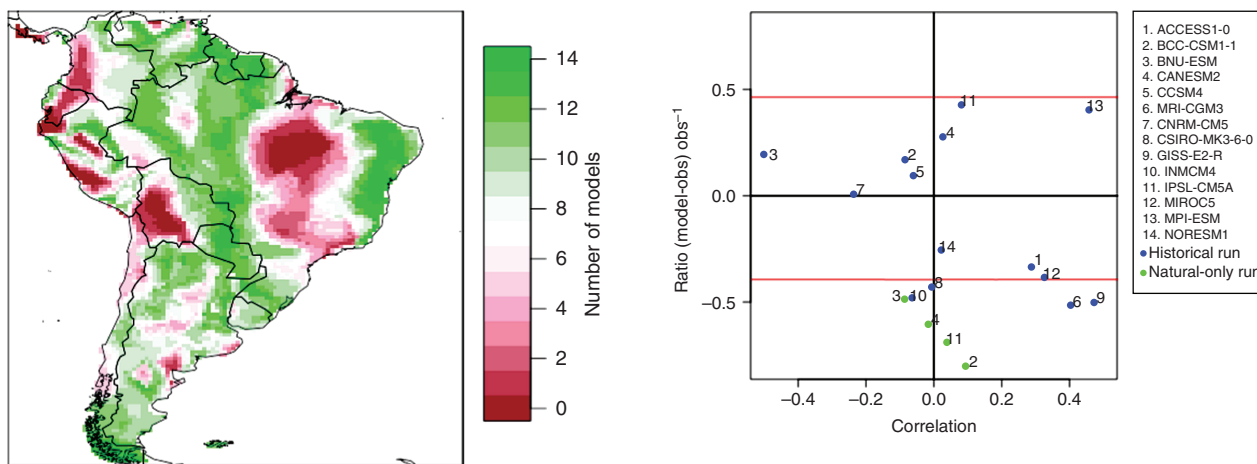 14
12
10
8
6
4
2
0
Number of models
0.5
0.0
−0.5
Ratio (model-obs) obs⁻¹
−0.4
−0.2
0.0
0.2
0.4
Correlation
11
13
4
3
2
5
7
14
1
12
8
3
10
6
9
4
11
2
1. ACCESS1-0
2. BCC-CSM1-1
3. BNU-ESM
4. CANESM2
5. CCSM4
6. MRI-CGM3
7. CNRM-CM5
8. CSIRO-MK3-6-0
9. GISS-E2-R
10. INMCM4
11. IPSL-CM5A
12. MIROC5
13. MPI-ESM
14. NORESM1
Historical run
Natural-only run